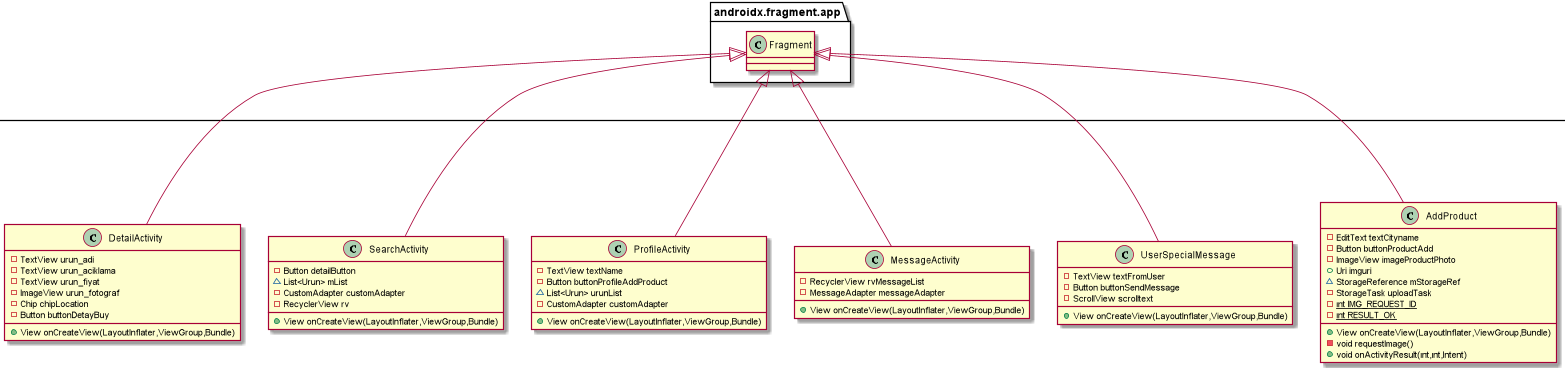 androidx.fragment.app
C Fragment
C DetailActivity
TextView urun_adi
TextView urun_aciklama
TextView urun_fiyat
ImageView urun_fotograf
Chip chipLocation
Button buttonDetayBuy
View onCreateView(LayoutInflater,ViewGroup,Bundle)
C SearchActivity
Button detailButton
List<Urun> mList
CustomAdapter customAdapter
RecyclerView rv
View onCreateView(LayoutInflater,ViewGroup,Bundle)
C ProfileActivity
TextView textName
Button buttonProfileAddProduct
List<Urun> urunList
CustomAdapter customAdapter
View onCreateView(LayoutInflater,ViewGroup,Bundle)
C MessageActivity
RecyclerView rvMessageList
MessageAdapter messageAdapter
View onCreateView(LayoutInflater,ViewGroup,Bundle)
C UserSpecialMessage
TextView textFromUser
Button buttonSendMessage
ScrollView scrolltext
View onCreateView(LayoutInflater,ViewGroup,Bundle)
C AddProduct
EditText textCityname
Button buttonProductAdd
ImageView imageProductPhoto
Uri imguri
StorageReference mStorageRef
StorageTask uploadTask
int IMG_REQUEST_ID
int RESULT_OK
View onCreateView(LayoutInflater,ViewGroup,Bundle)
void requestImage()
void onActivityResult(int,int,Intent)